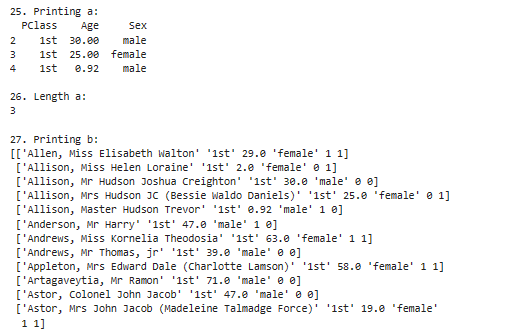 25. Printing a:
PClass Age Sex
2 1st 30.00 male
3 1st 25.00 female
4 1st 0.92 male
26. Length a:
3
27. Printing b:
[['Allen, Miss Elisabeth Walton' '1st' 29.0 'female' 1 1]
['Allison, Miss Helen Loraine' '1st' 2.0 'female' 0 1]
['Allison, Mr Hudson Joshua Creighton' '1st' 30.0 'male' 0 0]
['Allison, Mrs Hudson JC (Bessie Waldo Daniels)' '1st' 25.0 'female' 0 1]
['Allison, Master Hudson Trevor' '1st' 0.92 'male' 1 0]
['Anderson, Mr Harry' '1st' 47.0 'male' 1 0]
['Andrews, Miss Kornelia Theodosia' '1st' 63.0 'female' 1 1]
['Andrews, Mr Thomas, jr' '1st' 39.0 'male' 0 0]
['Appleton, Mrs Edward Dale (Charlotte Lamson)' '1st' 58.0 'female' 1 1]
['Artagaveytia, Mr Ramon' '1st' 71.0 'male' 0 0]
['Astor, Colonel John Jacob' '1st' 47.0 'male' 0 0]
['Astor, Mrs John Jacob (Madeleine Talmadge Force)' '1st' 19.0 'female'
1 1]